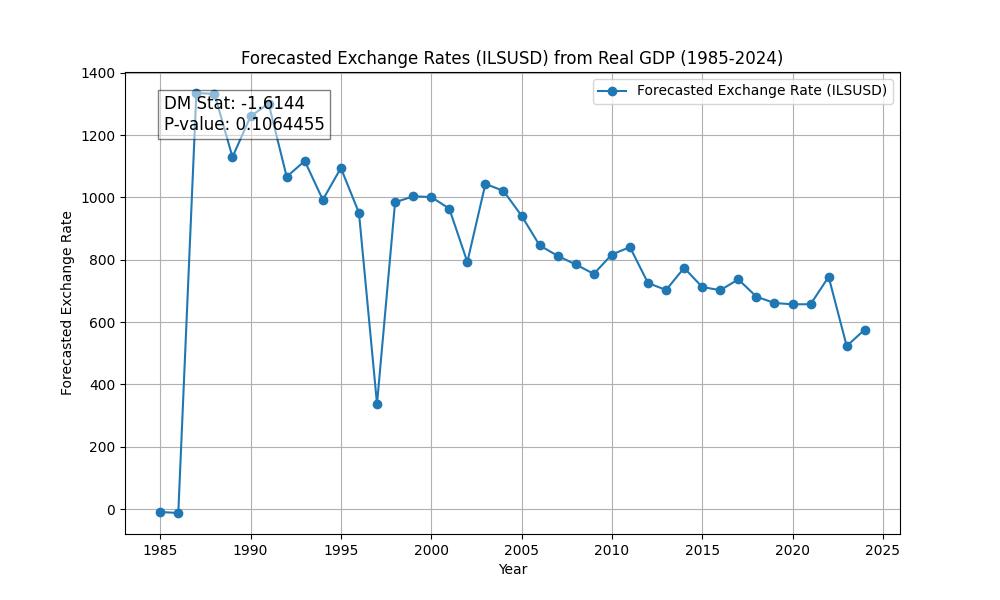 Forecasted Exchange Rates (ILSUSD) from Real GDP (1985-2024)
DM Stat: -1.6144
P-value: 0.1064455
Forecasted Exchange Rate (ILSUSD)
Forecasted Exchange Rate
1400
1200
1000
800
600
400
200
0
1985 1990 1995 2000 2005 2010 2015 2020 2025
Year